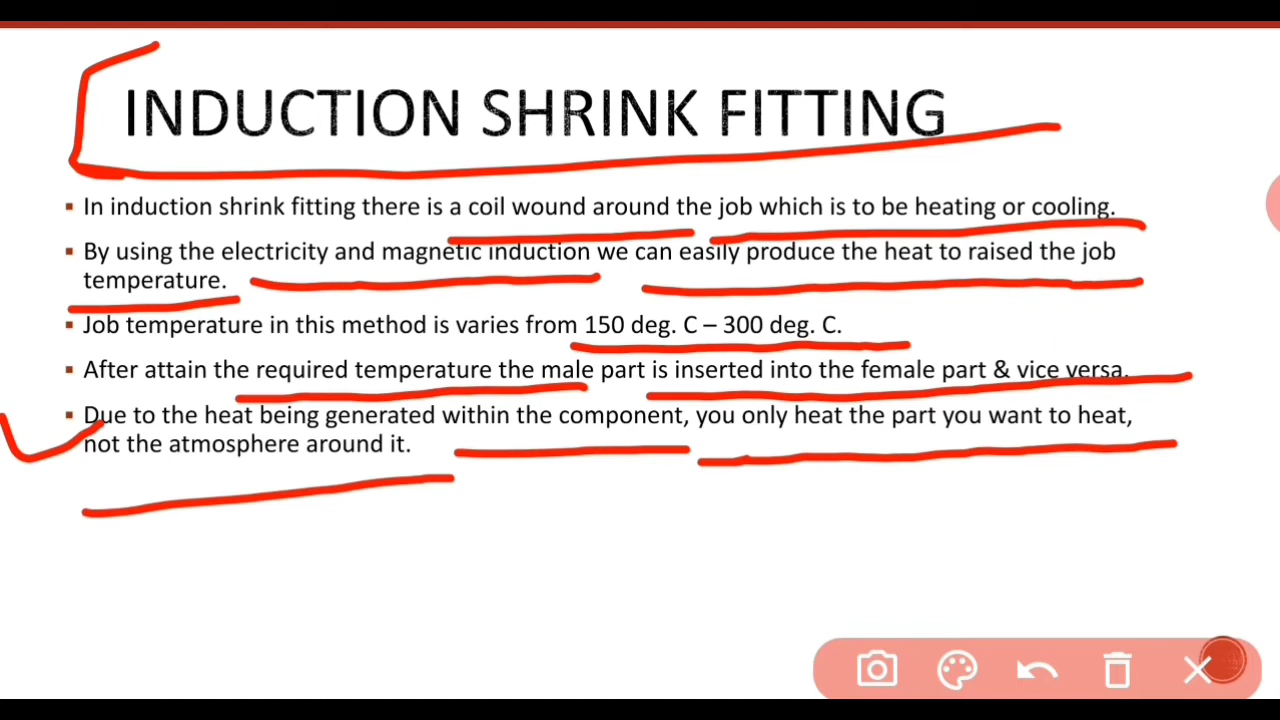 INDUCTION SHRINK FITTING
In induction shrink fitting there is a coil wound around the job which is to be heating or cooling.
By using the electricity and magnetic induction we can easily produce the heat to raised the job
temperature.
Job temperature in this method is varies from 150 deg. C – 300 deg. C.
After attain the required temperature the male part is inserted into the female part & vice versa.
Due to the heat being generated within the component, you only heat the part you want to heat,
not the atmosphere around it.